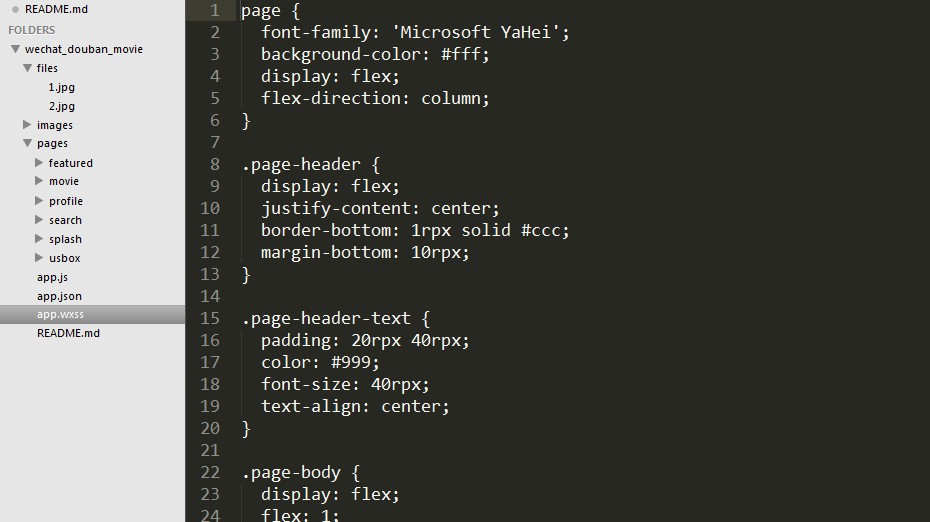 README.md
FOLDERS
wechat_douban_movie
files
1.jpg
2.jpg
images
pages
featured
movie
profile
search
splash
usbox
app.js
app.json
app.wxss
README.md
1 page {
2   font-family: 'Microsoft YaHei';
3   background-color: #fff;
4   display: flex;
5   flex-direction: column;
6 }
7
8 .page-header {
9   display: flex;
10   justify-content: center;
11   border-bottom: 1rpx solid #ccc;
12   margin-bottom: 10rpx;
13 }
14
15 .page-header-text {
16   padding: 20rpx 40rpx;
17   color: #999;
18   font-size: 40rpx;
19   text-align: center;
20 }
21
22 .page-body {
23   display: flex;
24   flex: 1;